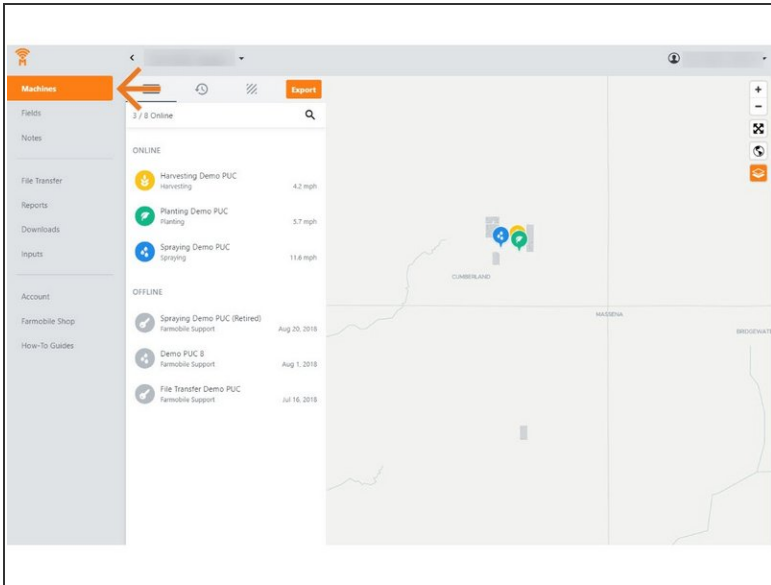 M
Machines
Fields
Notes
File Transfer
Reports
Downloads
Inputs
Account
Farmobile Shop
How-To Guides
Export
3 / 8 Online
ONLINE
Harvesting Demo PUC
Harvesting 4.2 mph
Planting Demo PUC
Planting 3.7 mph
Spraying Demo PUC
Spraying 11.6 mph
OFFLINE
Spraying Demo PUC (Retired)
Farmobile Support Aug 20, 2018
Demo PUC 8
Farmobile Support Aug 1, 2018
File Transfer Demo PUC
Farmobile Support Jul 16, 2018
CUMBERLAND
MASSENA